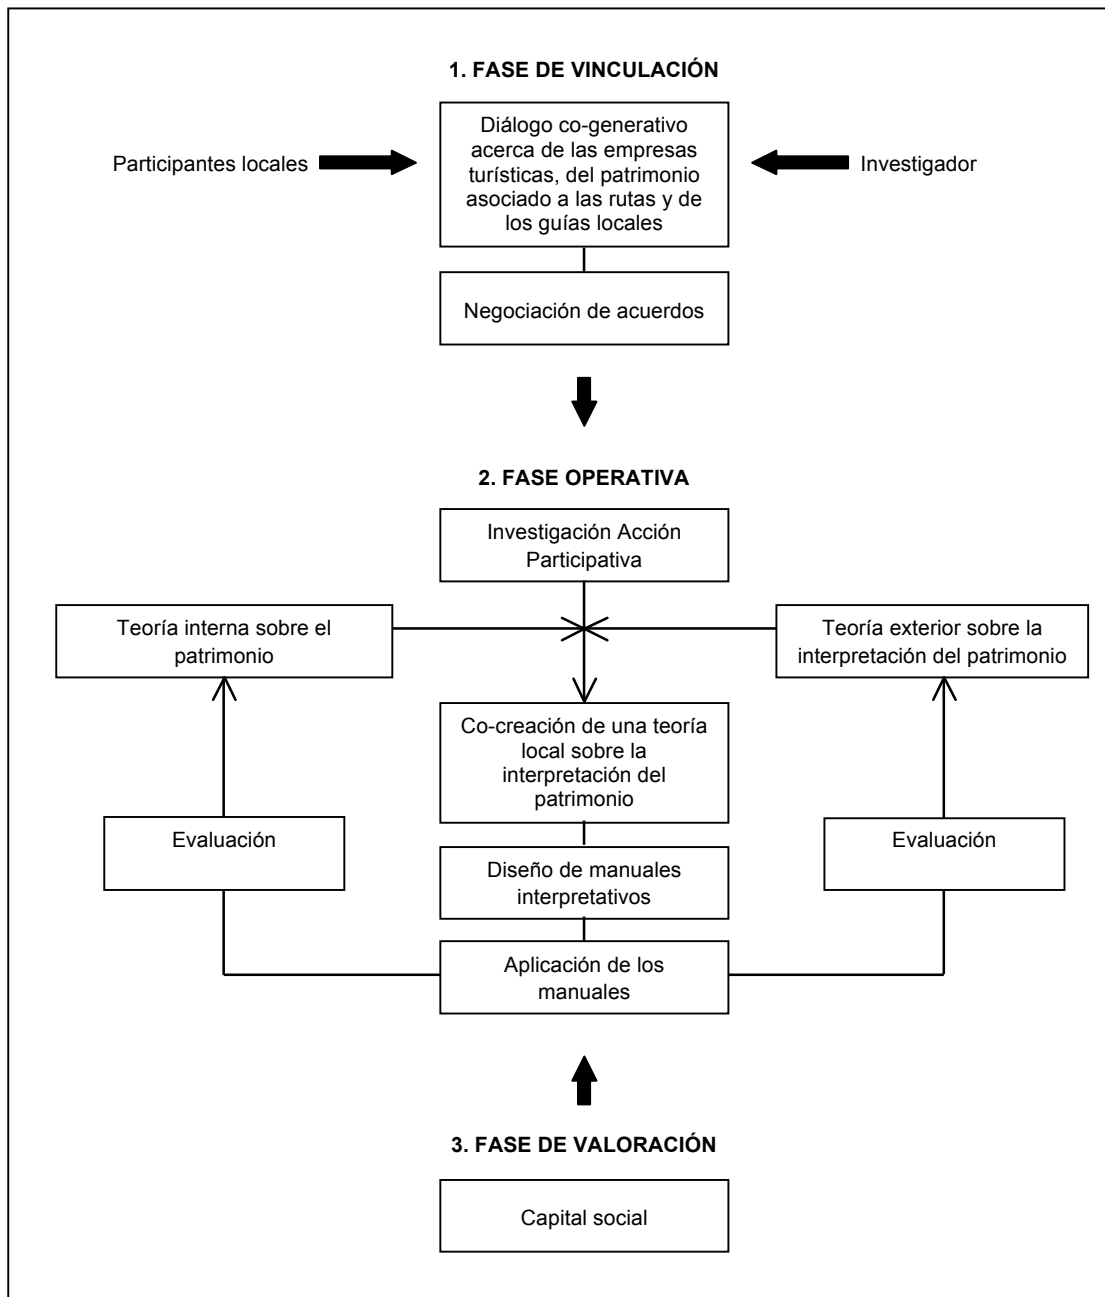 1. FASE DE VINCULACIÓN
Diálogo co-generativo
acerca de las empresas
turísticas, del patrimonio
asociado a las rutas y de
los guías locales
Participantes locales
Investigador
Negociación de acuerdos
2. FASE OPERATIVA
Investigación Acción
Participativa
Teoría interna sobre el
patrimonio
Teoría exterior sobre la
interpretación del patrimonio
Co-creación de una teoría
local sobre la
interpretación del
patrimonio
Evaluación
Evaluación
Diseño de manuales
interpretativos
Aplicación de los
manuales
3. FASE DE VALORACIÓN
Capital social